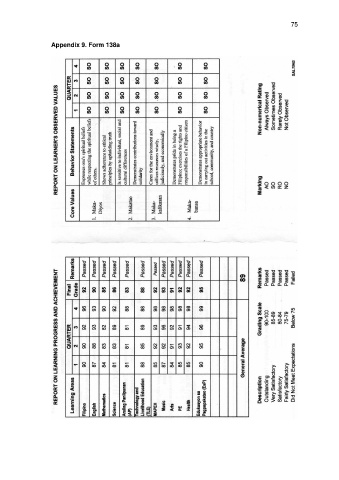 75
Appendix 9. Form 138a
REPORT ON LEARNING PROGRESS AND ACHIEVEMENT
Learning Areas QUARTER Final Grade Remarks
1 2 3 4
Filipino 90 90 92 96 92 Passed
English 87 88 90 93 90 Passed
Mathematics 84 83 83 90 85 Passed
Science 81 83 89 92 86 Passed
Araling Panlipunan (AP) 81 81 81 88 83 Passed
Technology and Livelihood Education (TLE) 88 86 88 88 88 Passed
MAPEH 85 92 93 98 92 Passed
Music 87 92 96 98 93 Passed
Arts 84 91 92 98 91 Passed
PE 85 93 91 98 92 Passed
Health 85 92 94 98 92 Passed
Edukasyon sa Pagpapakatao (EsP) 90 95 96 99 95 Passed
General Average 89
Description Grading Scale Remarks
Outstanding 90-100 Passed
Very Satisfactory 85-89 Passed
Satisfactory 80-84 Passed
Fairly Satisfactory 75-79 Passed
Did Not Meet Expectations Below 75 Failed
REPORT ON LEARNER'S OBSERVED VALUES
Core Values Behavior Statements QUARTER
1 2 3 4
1. Maka-Diyos
Expresses one's spiritual beliefs while respecting the spiritual beliefs of others. SO SO SO SO
Shows adherence to ethical principles by upholding truth SO SO SO SO
2. Makatao
Is sensitive to individual, social and cultural differences SO SO SO SO
Demonstrates contributions toward solidarity SO SO SO SO
3. Maka-kalikasan
Cares for the environment and utilizes resources wisely, judiciously, and economically SO SO SO SO
4. Maka-bansa
Demonstrates pride in being a Filipino; exercises the rights and responsibilities of a Filipino citizen SO SO SO SO
Demonstrates appropriate behavior in carrying out activities in the school, community, and country SO SO SO SO
Marking Non-numerical Rating
AO Always Observed
SO Sometimes Observed
RO Rarely Observed
NO Not Observed